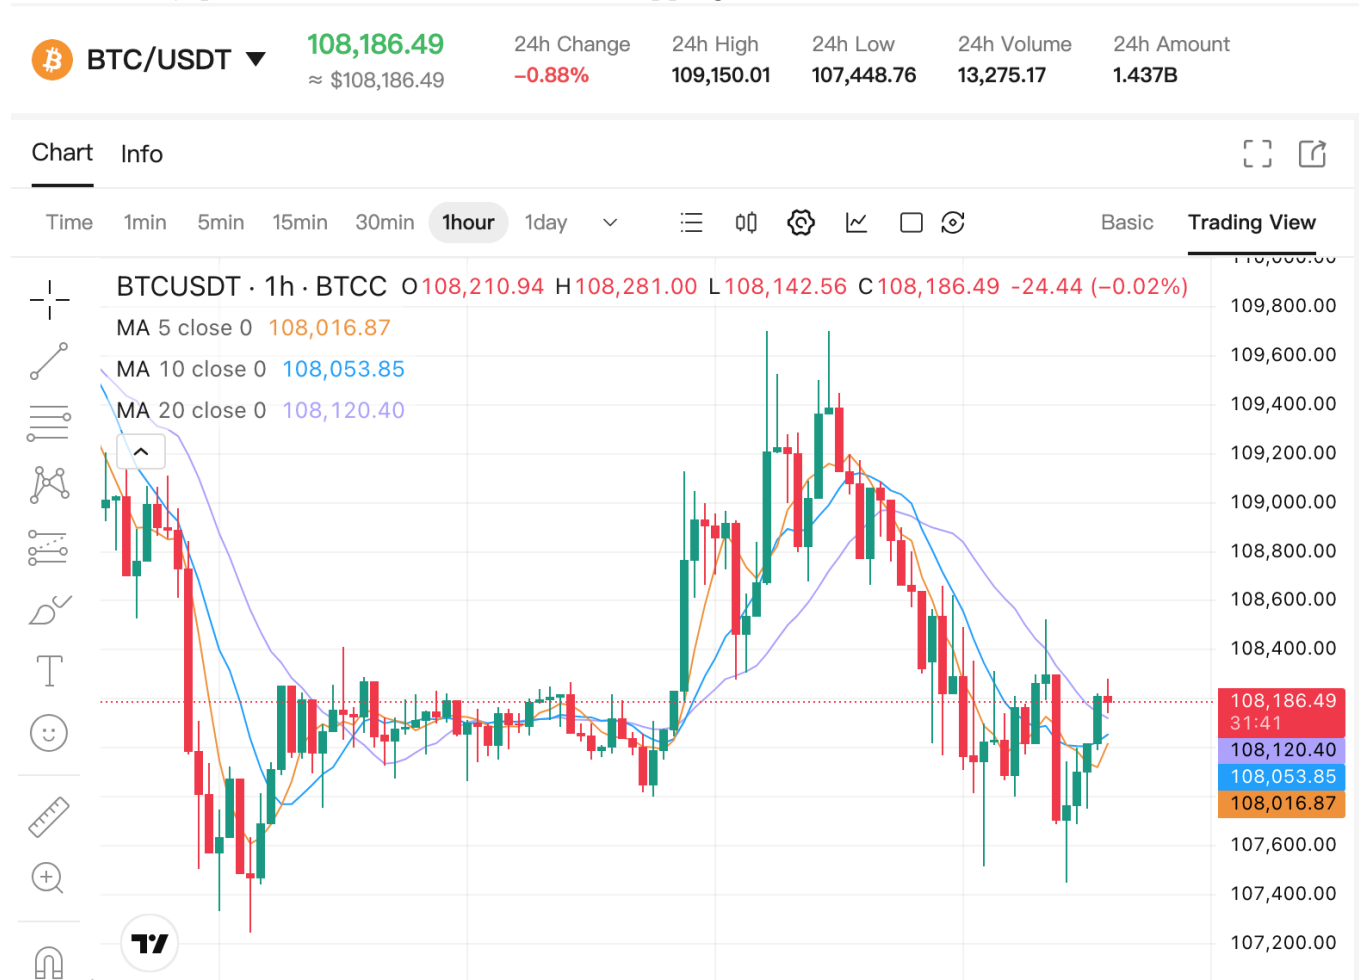 BTC/USDT
108,186.49
≈ $108,186.49
24h Change
-0.88%
24h High
109,150.01
24h Low
107,448.76
24h Volume
13,275.17
24h Amount
1.437B
Chart Info
Time 1min 5min 15min 30min 1hour 1day Basic Trading View
BTCUSDT · 1h · BTCC O108,210.94 H108,281.00 L108,142.56 C108,186.49 -24.44 (-0.02%)
MA 5 close 0 108,016.87
MA 10 close 0 108,053.85
MA 20 close 0 108,120.40
109,800.00
109,600.00
109,400.00
109,200.00
109,000.00
108,800.00
108,600.00
108,400.00
108,186.49
31:41
108,120.40
108,053.85
108,016.87
107,600.00
107,400.00
107,200.00